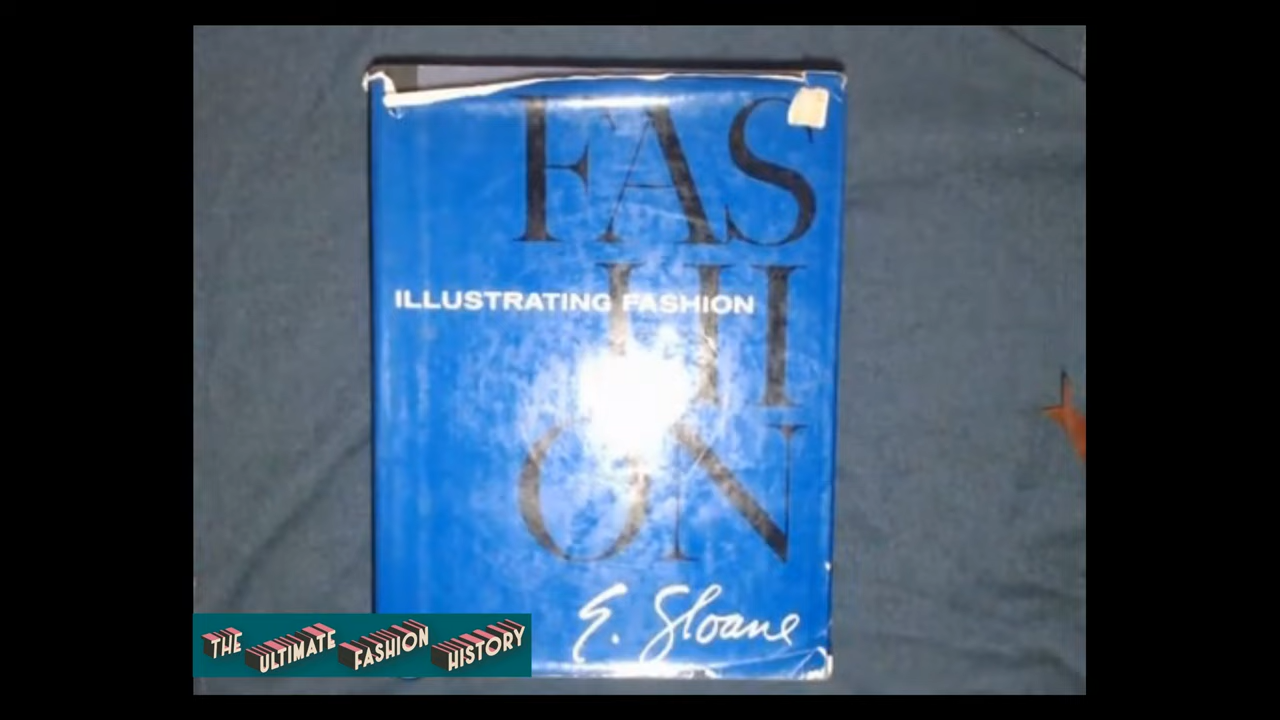 FAS
HI
ON
ILLUSTRATING FASHION
E. Sloane
THE ULTIMATE FASHION HISTORY